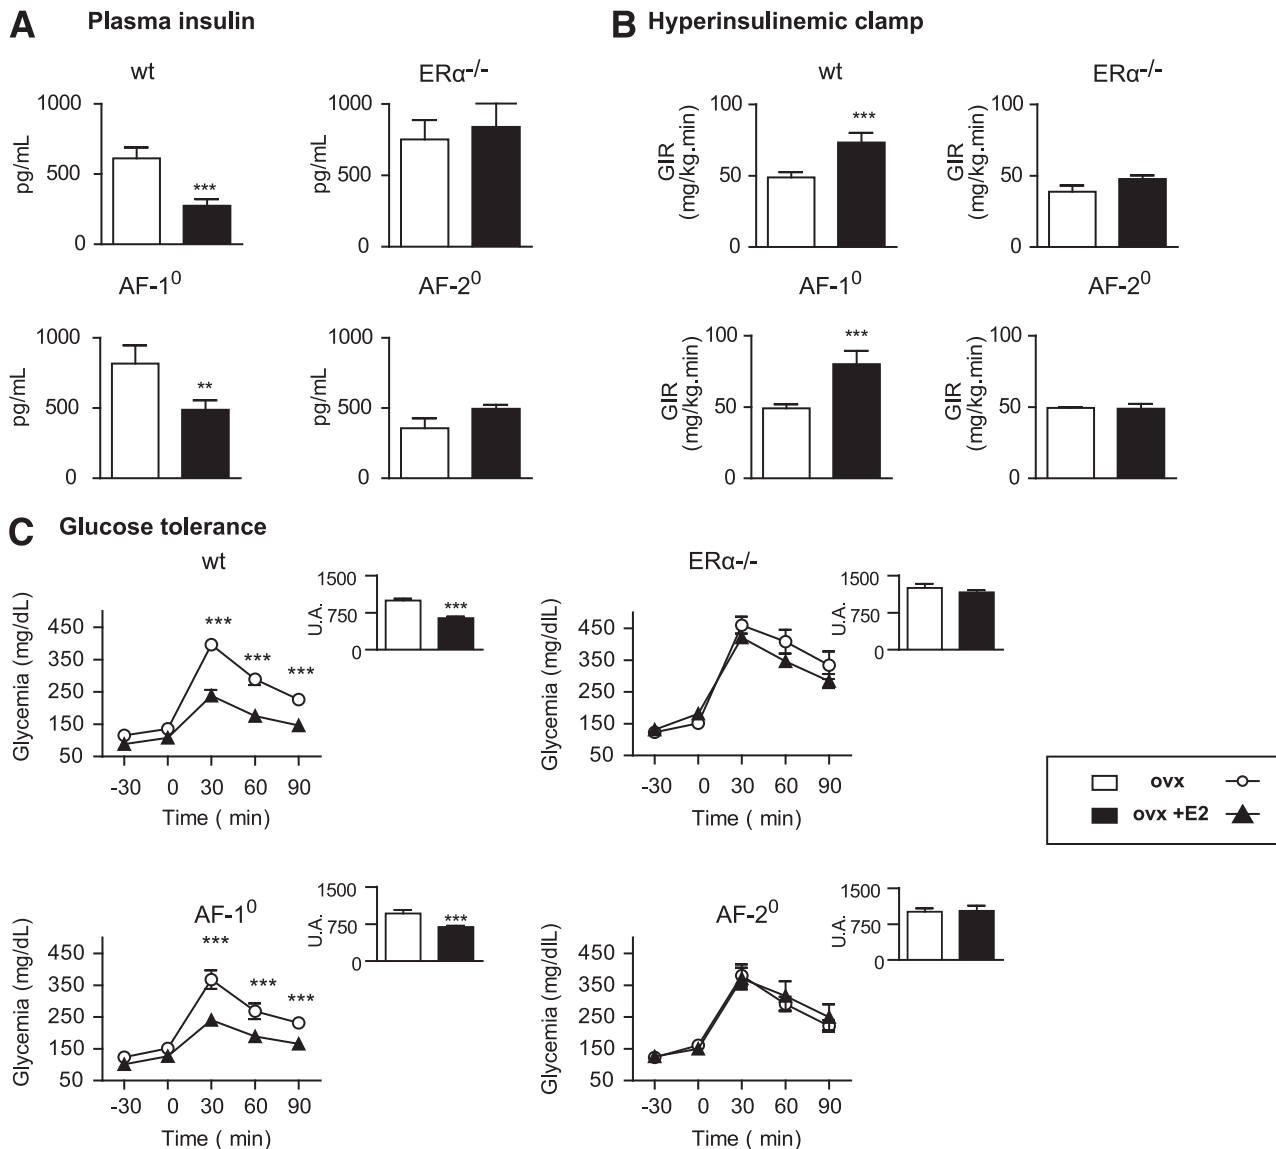 A Plasma insulin
wt
pg/mL
1000
500
0
***
ERα-/-
pg/mL
1000
500
0
AF-1⁰
pg/mL
1000
500
0
**
AF-2⁰
pg/mL
1000
500
0
B Hyperinsulinemic clamp
wt
GIR
(mg/kg.min)
100
50
0
***
ERα-/-
GIR
(mg/kg.min)
100
50
0
AF-1⁰
GIR
(mg/kg.min)
100
50
0
***
AF-2⁰
GIR
(mg/kg.min)
100
50
0
C Glucose tolerance
wt
Glycemia (mg/dL)
450
350
250
150
50
*** *** ***
-30 0 30 60 90
Time ( min)
U.A.
1500
750
0
***
ERα-/-
Glycemia (mg/dlL)
450
350
250
150
50
-30 0 30 60 90
Time ( min)
U.A.
1500
750
0
ovx
ovx +E2
AF-1⁰
Glycemia (mg/dL)
450
350
250
150
50
*** *** ***
-30 0 30 60 90
Time ( min)
U.A.
1500
750
0
***
AF-2⁰
Glycemia (mg/dlL)
450
350
250
150
50
-30 0 30 60 90
Time ( min)
U.A.
1500
750
0